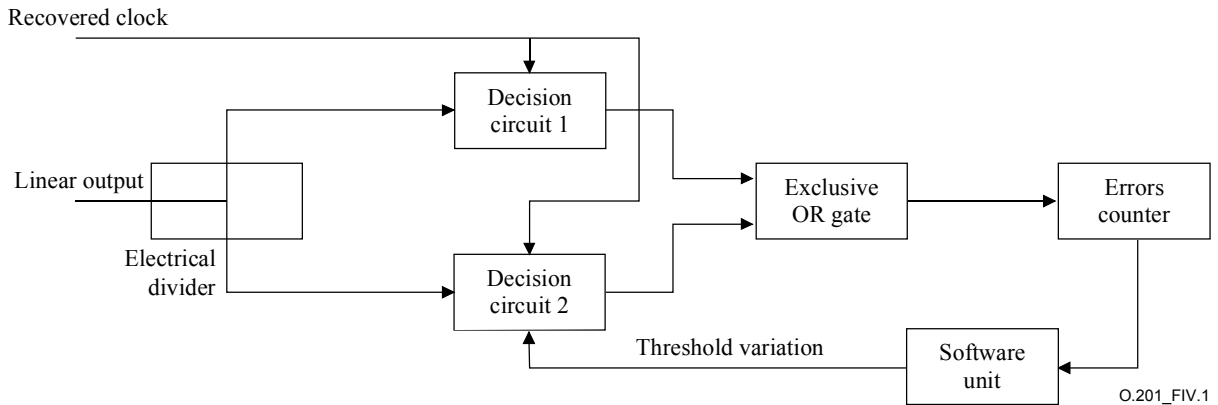 Recovered clock
Decision
circuit 1
Linear output
Exclusive
OR gate
Errors
counter
Electrical
divider
Decision
circuit 2
Threshold variation
Software
unit
O.201_FIV.1